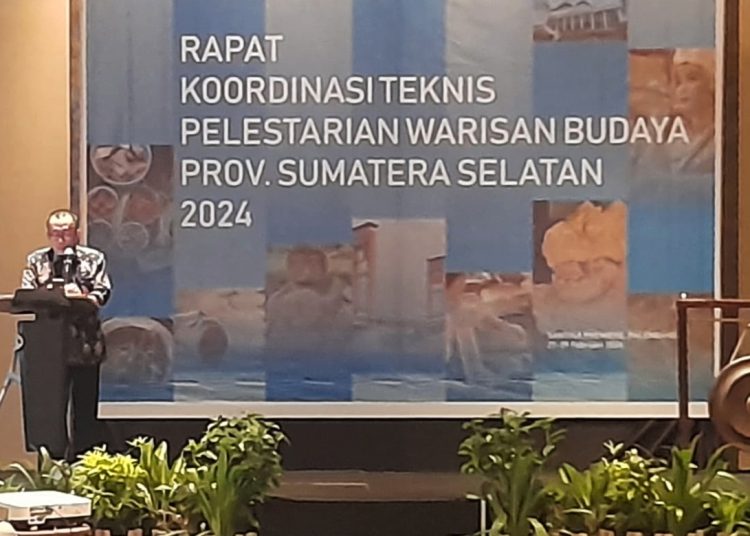 RAPAT
KOORDINASI TEKNIS
PELESTARIAN WARISAN BUDAYA
PROV. SUMATERA SELATAN
2024